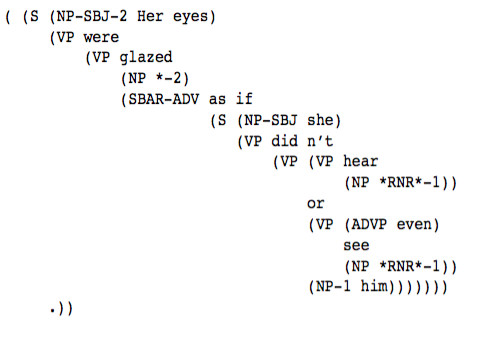 ( (S (NP-SBJ-2 Her eyes)
(VP were
(VP glazed
(NP *-2)
(SBAR-ADV as if
(S (NP-SBJ she)
(VP did n't
(VP (VP hear
(NP *RNR*-1))
or
(VP (ADVP even)
see
(NP *RNR*-1))
(NP-1 him)))))))
.))